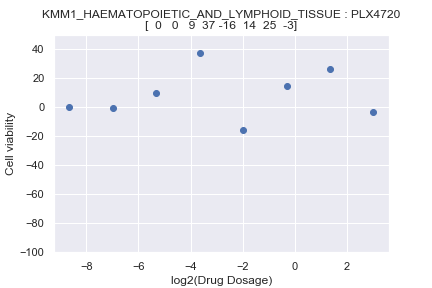 KMM1_HAEMATOPOIETIC_AND_LYMPHOID_TISSUE : PLX4720
[ 0 0 9 37 -16 14 25 -3]
40
20
0
−20
−40
−60
−80
−100
Cell viability
−8 −6 −4 −2 0 2
log2(Drug Dosage)